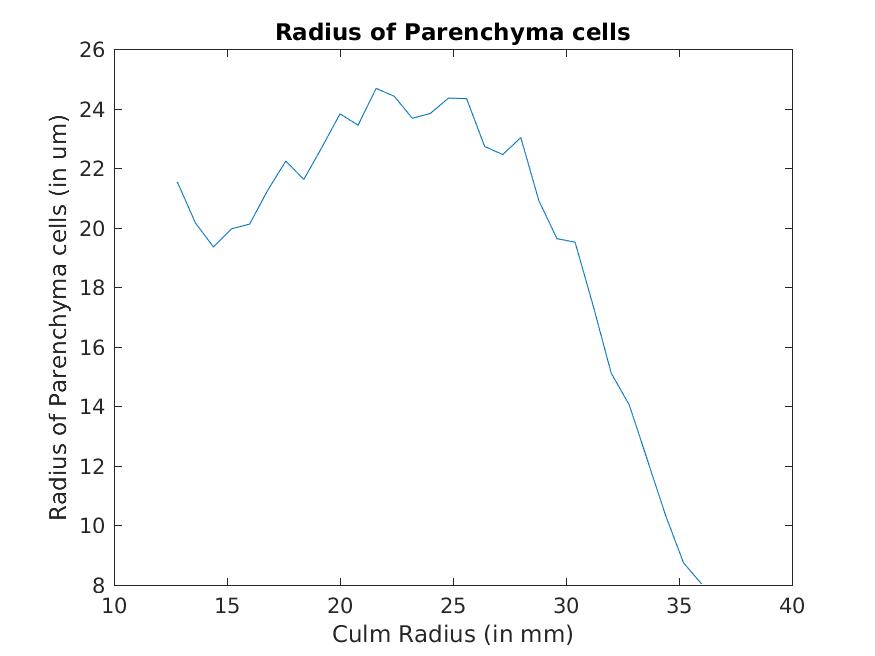 Radius of Parenchyma cells
Radius of Parenchyma cells (in um)
26
24
22
20
18
16
14
12
10
8
10 15 20 25 30 35 40
Culm Radius (in mm)